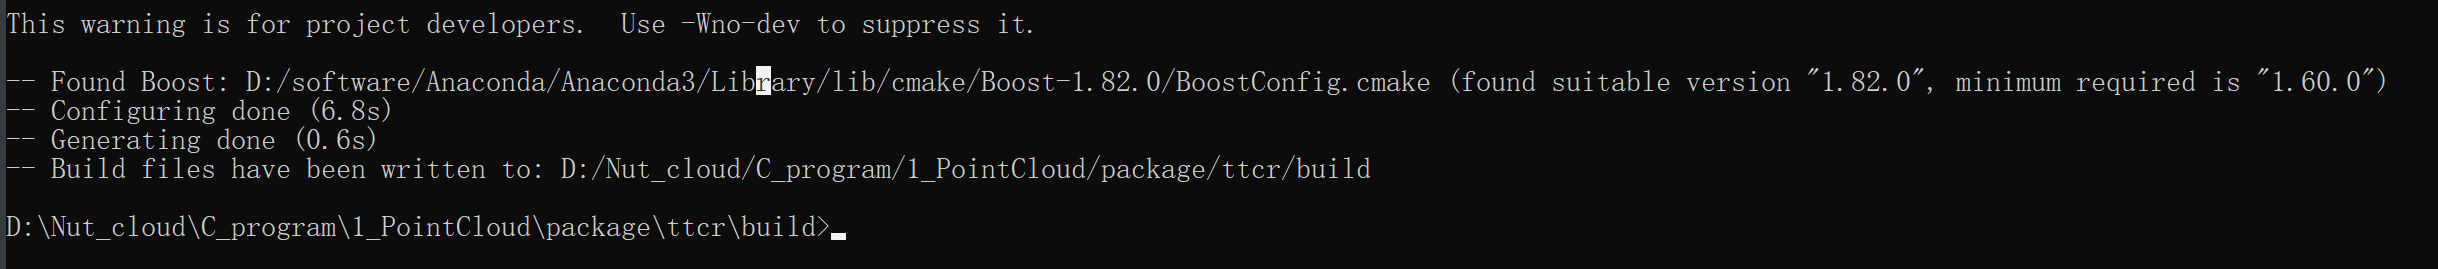 This warning is for project developers.  Use -Wno-dev to suppress it.
-- Found Boost: D:/software/Anaconda/Anaconda3/Library/lib/cmake/Boost-1.82.0/BoostConfig.cmake (found suitable version "1.82.0", minimum required is "1.60.0")
-- Configuring done (6.8s)
-- Generating done (0.6s)
-- Build files have been written to: D:/Nut_cloud/C_program/1_PointCloud/package/ttcr/build
D:\Nut_cloud\C_program\1_PointCloud\package\ttcr\build>